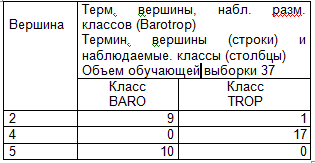 Вершина
Терм. вершины, набл. разм.
классов (Barotrop)
Термин. вершины (строки) и
наблюдаемые. классы (столбцы)
Объем обучающей выборки 37
Класс
BARO
Класс
TROP
2 9 1
4 0 17
5 10 0